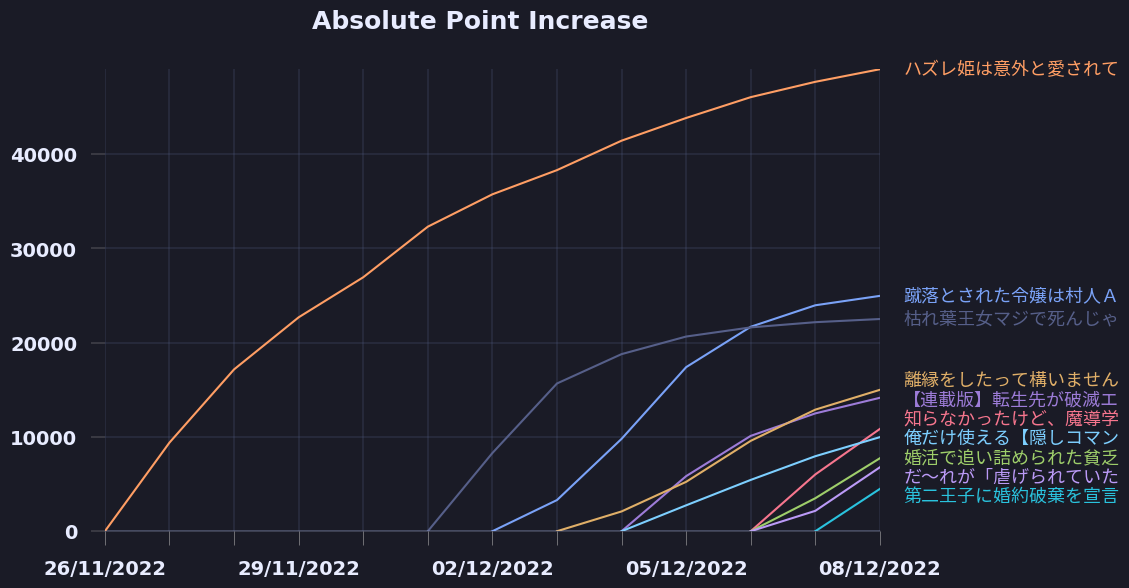 Absolute Point Increase
ハズレ姫は意外と愛されて
40000
30000
蹴落とされた令嬢は村人Ａ
枯れ葉王女マジで死んじゃ
20000
離縁をしたって構いません
【連載版】転生先が破滅エ
知らなかったけど、魔導学
10000
俺だけ使える【隠しコマン
婚活で追い詰められた貧乏
だ～れが「虐げられていた
第二王子に婚約破棄を宣言
0
26/11/2022 29/11/2022 02/12/2022 05/12/2022 08/12/2022